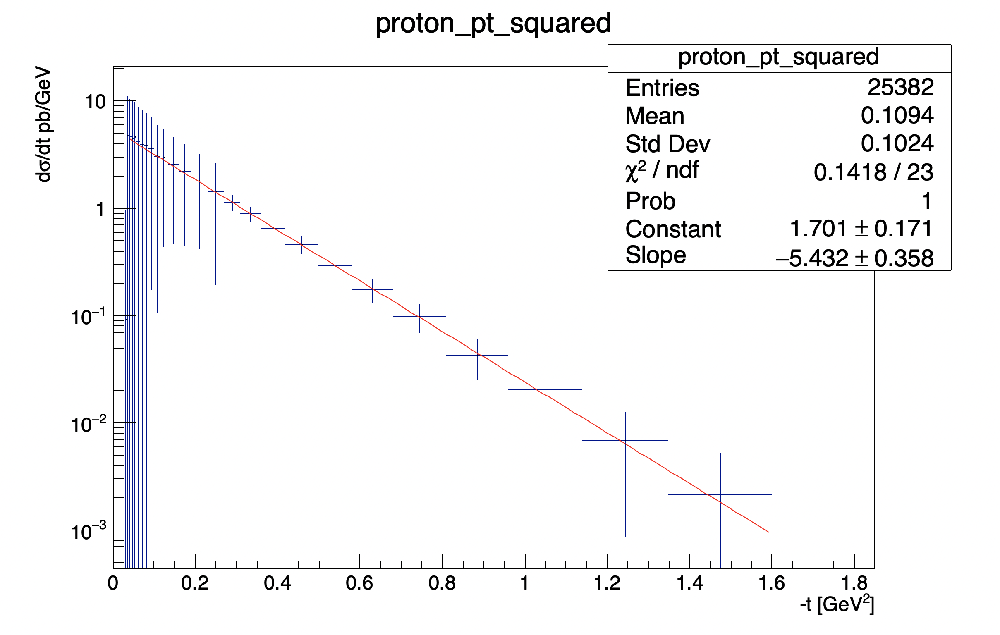 proton_pt_squared
proton_pt_squared
Entries 25382
Mean 0.1094
Std Dev 0.1024
χ² / ndf 0.1418 / 23
Prob 1
Constant 1.701 ± 0.171
Slope −5.432 ± 0.358
dσ/dt pb/GeV
10
1
10⁻¹
10⁻²
10⁻³
0 0.2 0.4 0.6 0.8 1 1.2 1.4 1.6 1.8
-t [GeV²]